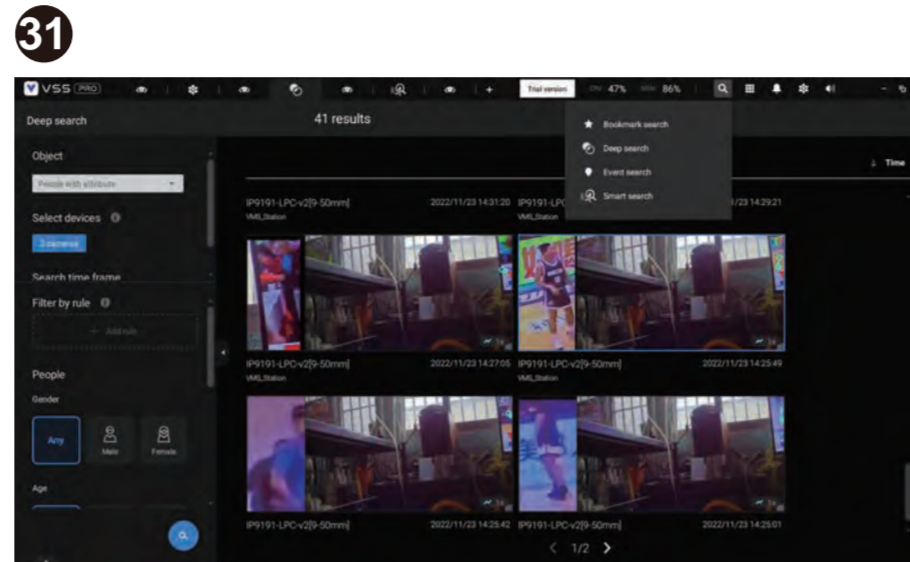 31
VSS PRO
Trial version
CPU 47%
MEM 86%
Deep search
41 results
Bookmark search
Deep search
Event search
Smart search
Object
People with attribute
Select devices
2 cameras
Search time frame
Filter by rule
+ Add rule
People
Gender
Any
Male
Female
Age
Time
IP9191-LPC-v2[9-50mm]
2022/11/23 14:31:20
VMS_Station
14:29:21
VMS_Station
IP9191-LPC-v2[9-50mm]
2022/11/23 14:27:05
VMS_Station
IP9191-LPC-v2[9-50mm]
2022/11/23 14:25:49
VMS_Station
IP9191-LPC-v2[9-50mm]
2022/11/23 14:25:42
IP9191-LPC-v2[9-50mm]
2022/11/23 14:25:01
1/2